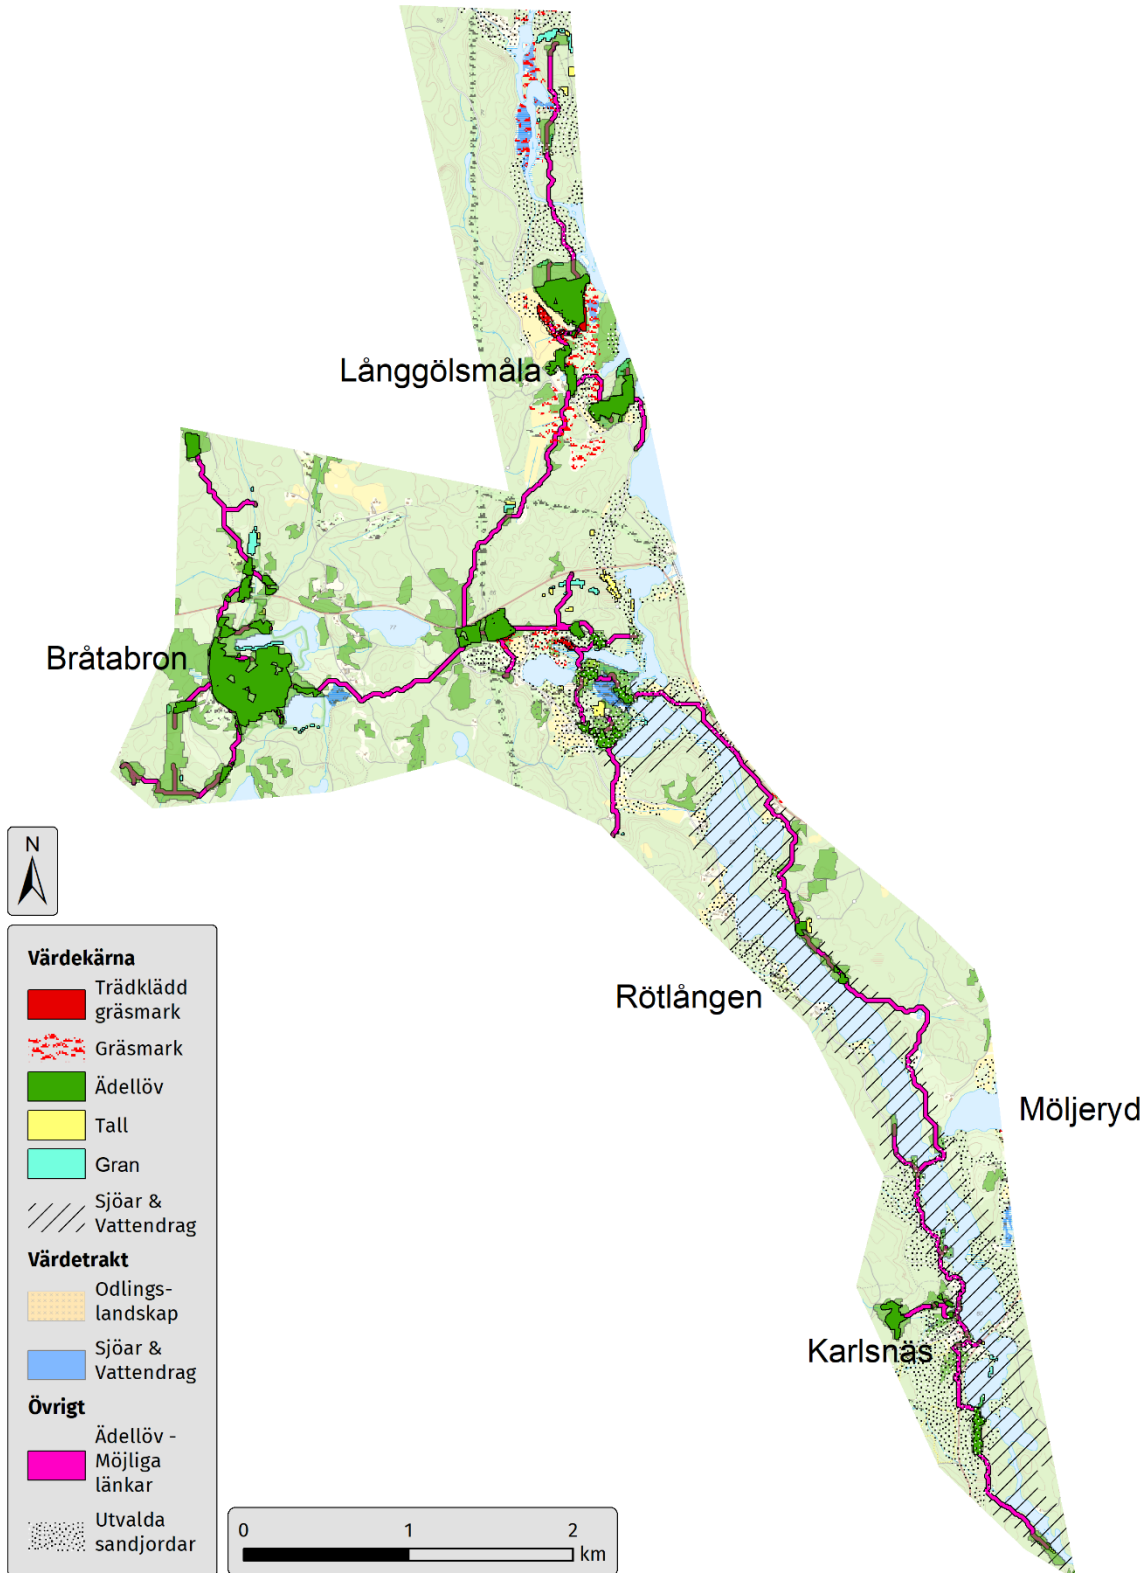 Långgölsmåla
Bråtabron
Rötlången
Möljeryd
Karlsnäs
N
Värdekärna
Trädklädd
gräsmark
Gräsmark
Ädellöv
Tall
Gran
Sjöar &
Vattendrag
Värdetrakt
Odlings-
landskap
Sjöar &
Vattendrag
Övrigt
Ädellöv -
Möjliga
länkar
Utvalda
sandjordar
0 1 2
km